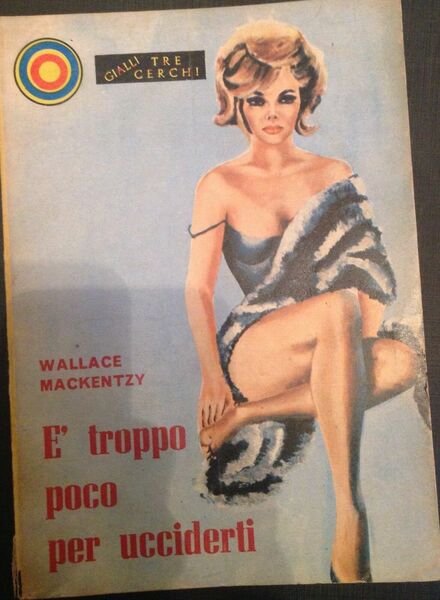 GIALLI TRE
CERCHI
WALLACE
MACKENTZY
E' troppo
poco
per ucciderti